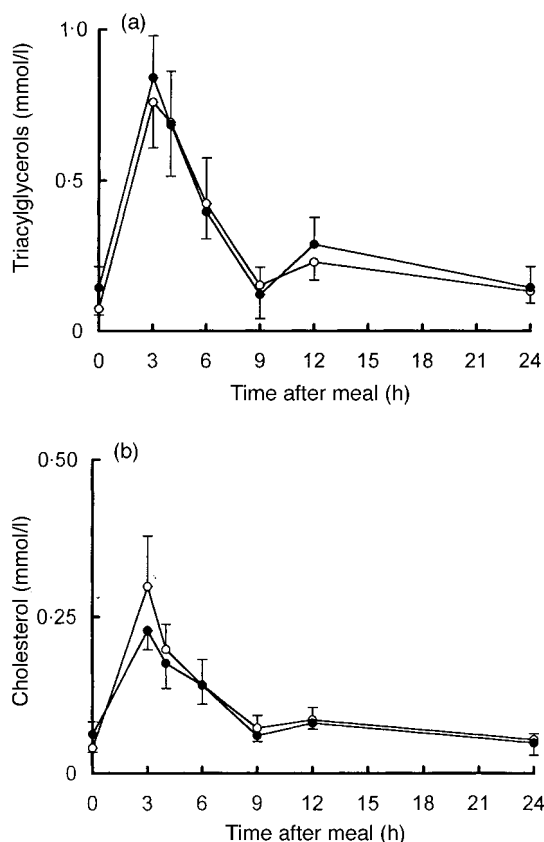 (a)
Triacylglycerols (mmol/l)
1·0
0·5
0
0 3 6 9 12 15 18 21 24
Time after meal (h)
(b)
Cholesterol (mmol/l)
0·50
0·25
0
0 3 6 9 12 15 18 21 24
Time after meal (h)